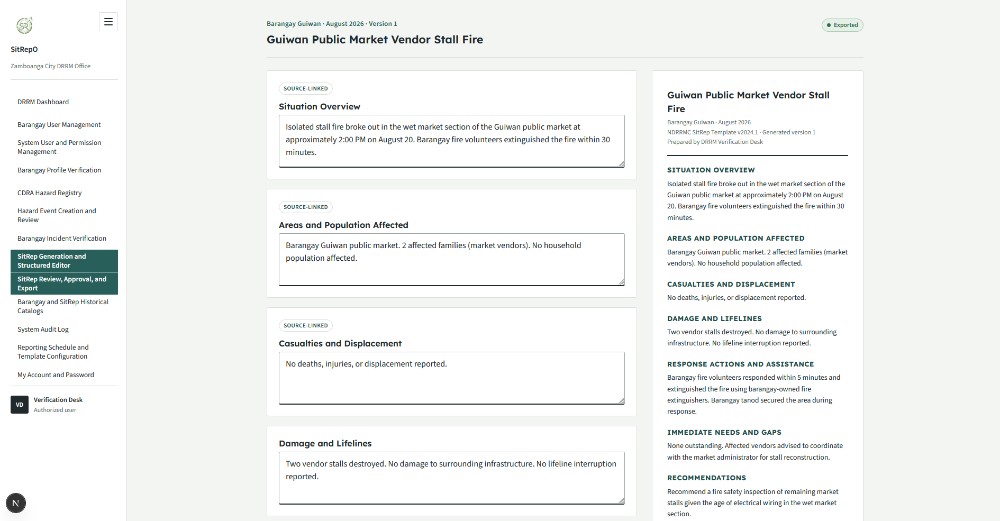 SitRepO
Zamboanga City DRRM Office
DRRM Dashboard
Barangay User Management
System User and Permission
Management
Barangay Profile Verification
CDRA Hazard Registry
Hazard Event Creation and
Review
Barangay Incident Verification
SitRep Generation and
Structured Editor
SitRep Review, Approval, and
Export
Barangay and SitRep Historical
Catalogs
System Audit Log
Reporting Schedule and
Template Configuration
My Account and Password
VD
Verification Desk
Authorized user
N
Barangay Guiwan · August 2026 · Version 1
Guiwan Public Market Vendor Stall Fire
Exported
SOURCE-LINKED
Situation Overview
Isolated stall fire broke out in the wet market section of the Guiwan public market at
approximately 2:00 PM on August 20. Barangay fire volunteers extinguished the fire within 30
minutes.
SOURCE-LINKED
Areas and Population Affected
Barangay Guiwan public market. 2 affected families (market vendors). No household
population affected.
SOURCE-LINKED
Casualties and Displacement
No deaths, injuries, or displacement reported.
Damage and Lifelines
Two vendor stalls destroyed. No damage to surrounding infrastructure. No lifeline interruption
reported.
Guiwan Public Market Vendor Stall
Fire
Barangay Guiwan · August 2026
NDRRMC SitRep Template v2024.1 · Generated version 1
Prepared by DRRM Verification Desk
SITUATION OVERVIEW
Isolated stall fire broke out in the wet market section of the
Guiwan public market at approximately 2:00 PM on August
20. Barangay fire volunteers extinguished the fire within 30
minutes.
AREAS AND POPULATION AFFECTED
Barangay Guiwan public market. 2 affected families (market
vendors). No household population affected.
CASUALTIES AND DISPLACEMENT
No deaths, injuries, or displacement reported.
DAMAGE AND LIFELINES
Two vendor stalls destroyed. No damage to surrounding
infrastructure. No lifeline interruption reported.
RESPONSE ACTIONS AND ASSISTANCE
Barangay fire volunteers responded within 5 minutes and
extinguished the fire using barangay-owned fire
extinguishers. Barangay tanod secured the area during
response.
IMMEDIATE NEEDS AND GAPS
None outstanding. Affected vendors advised to coordinate
with the market administrator for stall reconstruction.
RECOMMENDATIONS
Recommend a fire safety inspection of remaining market
stalls given the age of electrical wiring in the wet market
section.